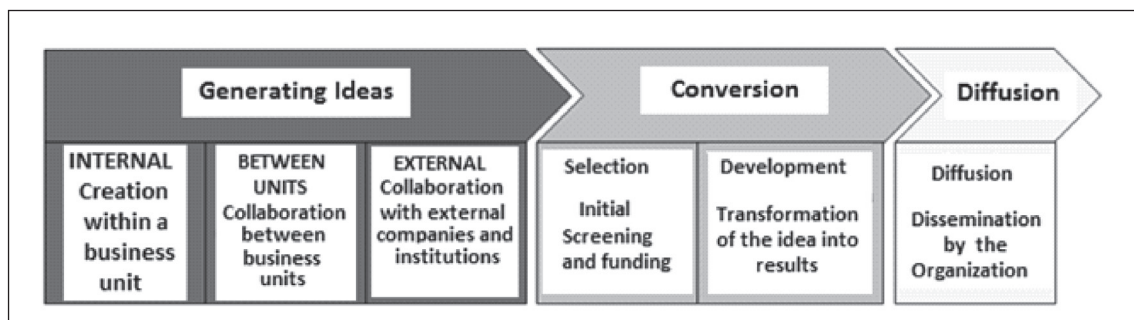 Generating Ideas
Conversion
Diffusion
INTERNAL
Creation
within a
business
unit
BETWEEN
UNITS
Collaboration
between
business
units
EXTERNAL
Collaboration
with external
companies and
institutions
Selection
Initial
Screening
and funding
Development
Transformation
of the idea into
results
Diffusion
Dissemination
by the
Organization